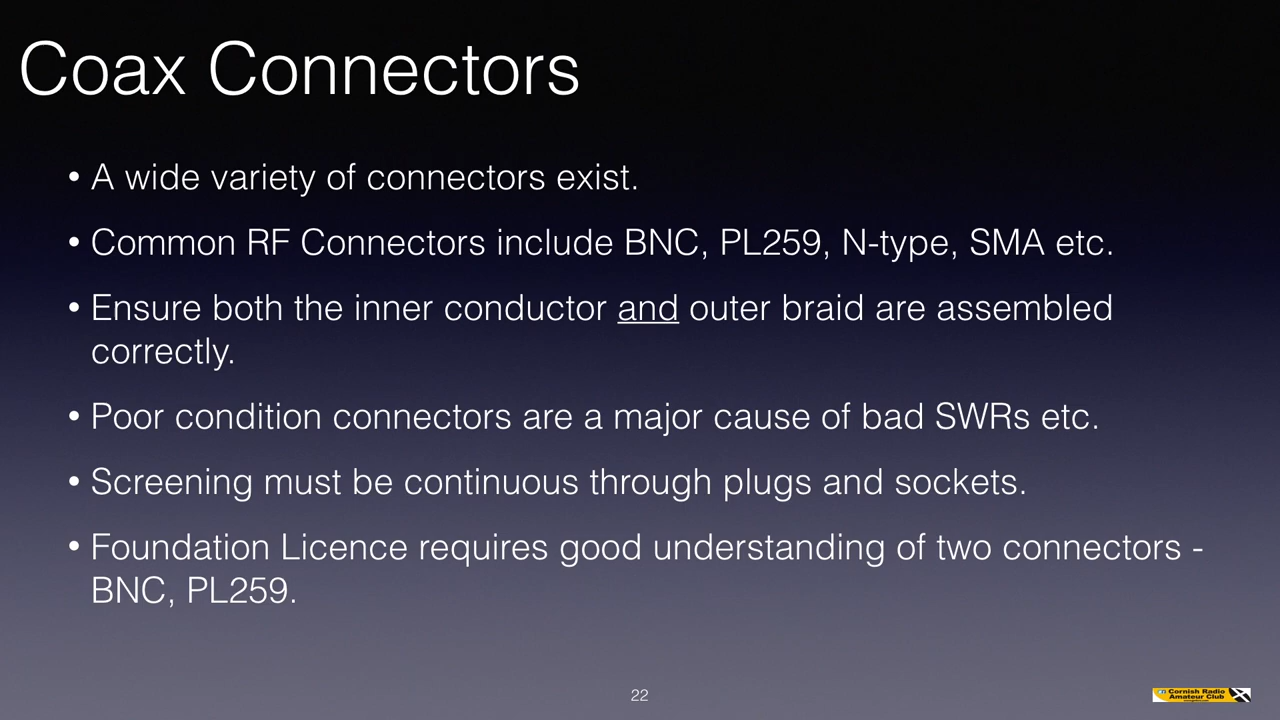 Coax Connectors
• A wide variety of connectors exist.
• Common RF Connectors include BNC, PL259, N-type, SMA etc.
• Ensure both the inner conductor and outer braid are assembled
correctly.
• Poor condition connectors are a major cause of bad SWRs etc.
• Screening must be continuous through plugs and sockets.
• Foundation Licence requires good understanding of two connectors -
BNC, PL259.
22
Cornish Radio
Amateur Club